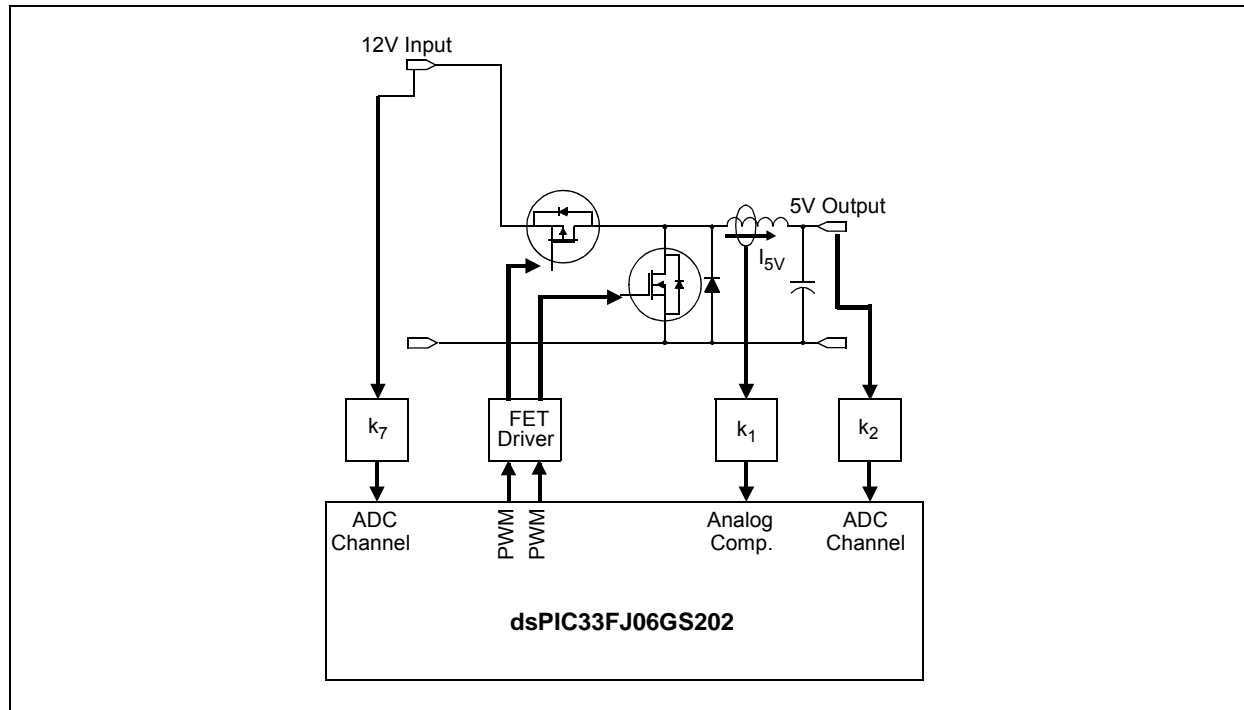 12V Input
5V Output
I5V
k7
FET
Driver
k1
k2
ADC
Channel
PWM
PWM
Analog
Comp.
ADC
Channel
dsPIC33FJ06GS202